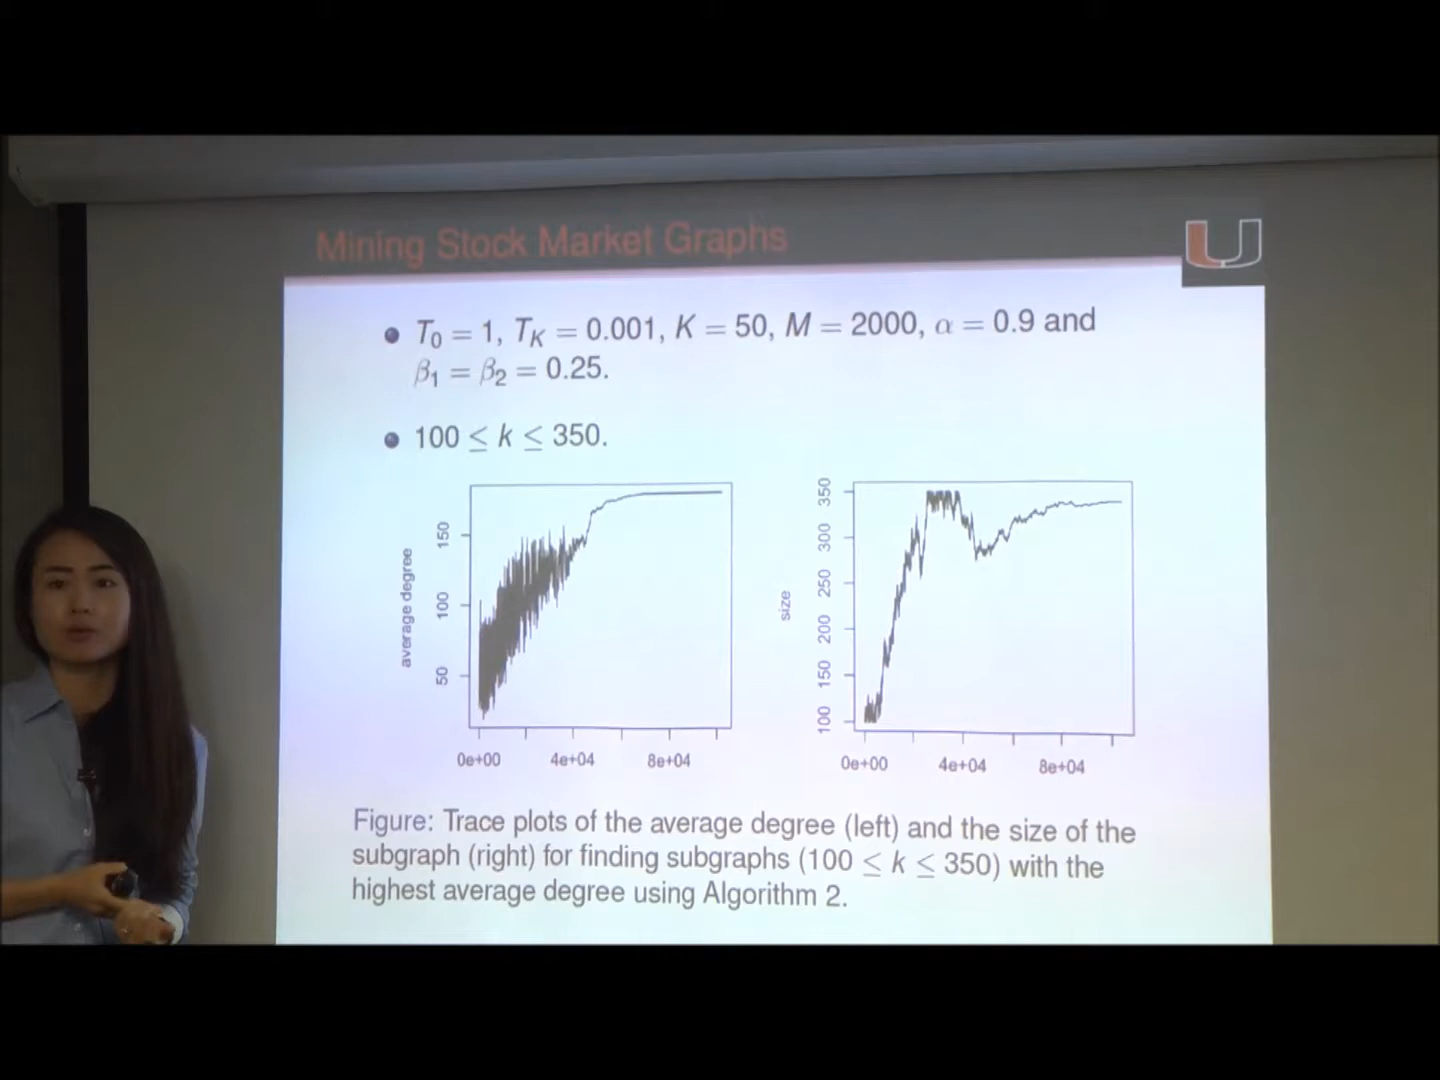 Mining Stock Market Graphs
T₀ = 1, T_K = 0.001, K = 50, M = 2000, α = 0.9 and
β₁ = β₂ = 0.25.
100 ≤ k ≤ 350.
average degree
50 100 150
0e+00 4e+04 8e+04
size
100 150 200 250 300 350
0e+00 4e+04 8e+04
Figure: Trace plots of the average degree (left) and the size of the
subgraph (right) for finding subgraphs (100 ≤ k ≤ 350) with the
highest average degree using Algorithm 2.